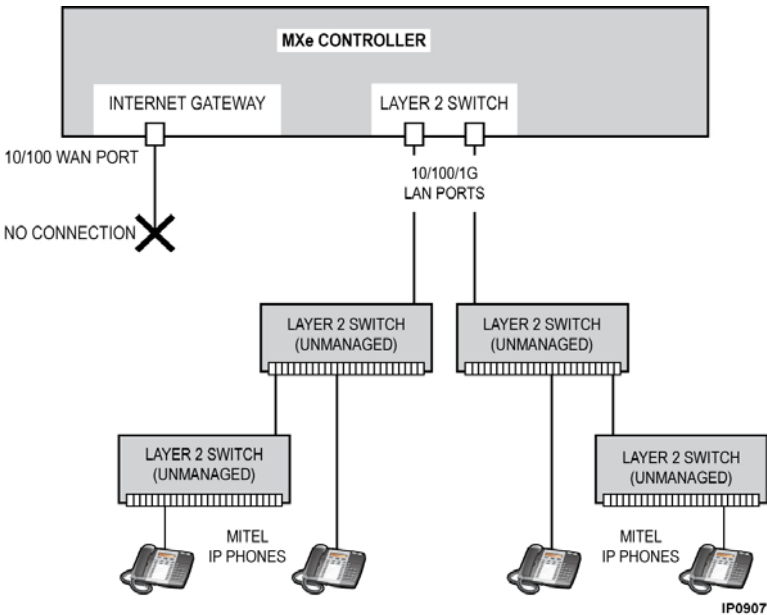 MXe CONTROLLER
INTERNET GATEWAY
LAYER 2 SWITCH
10/100 WAN PORT
10/100/1G
LAN PORTS
NO CONNECTION
LAYER 2 SWITCH
(UNMANAGED)
LAYER 2 SWITCH
(UNMANAGED)
LAYER 2 SWITCH
(UNMANAGED)
LAYER 2 SWITCH
(UNMANAGED)
MITEL
IP PHONES
MITEL
IP PHONES
IP0907